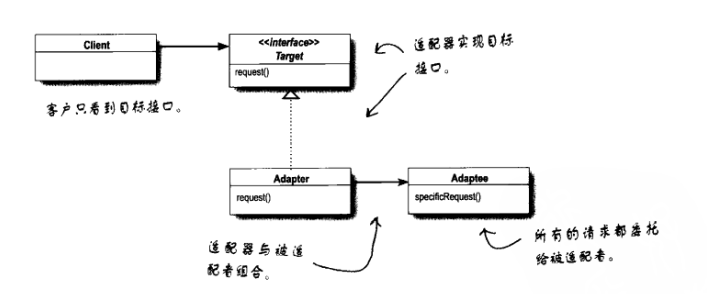 Client
<<interface>>
Target
request()
适配器实现目标
接口。
客户只看到目标接口。
Adapter
request()
Adaptee
specificRequest()
适配器与被适
配者组合。
所有的请求都委托
给被适配者。